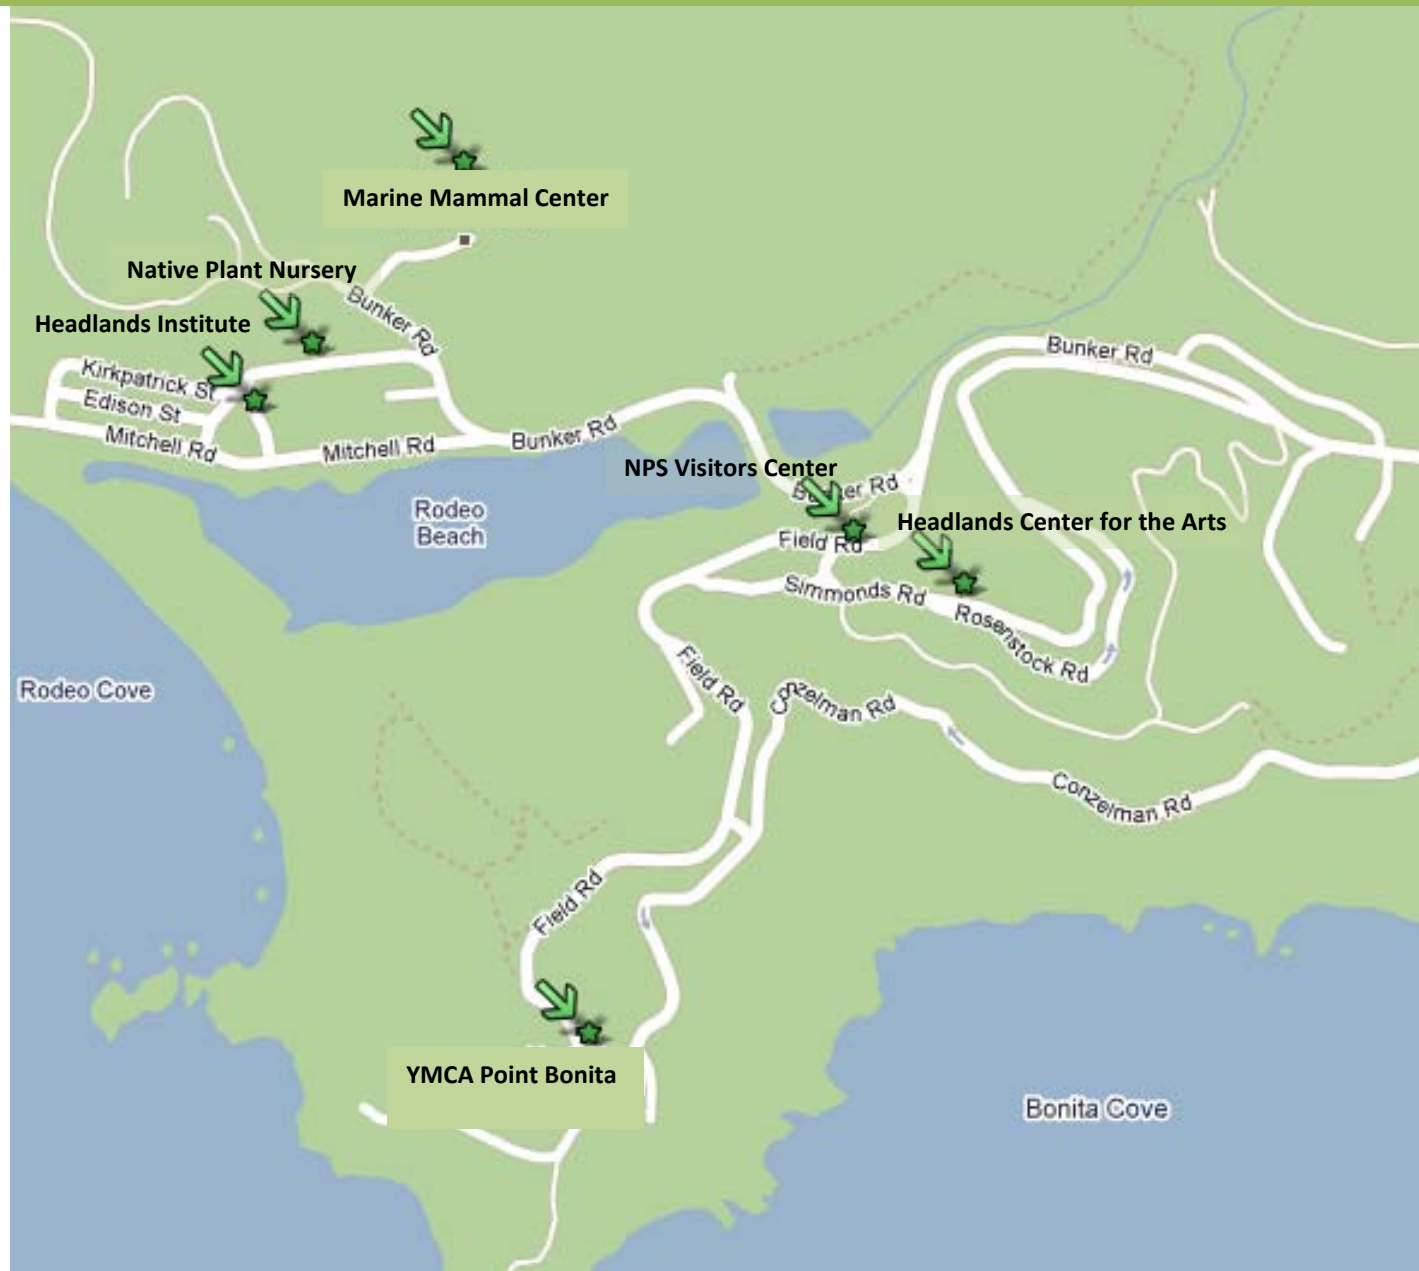 Marine Mammal Center
Native Plant Nursery
Bunker Rd
Headlands Institute
Bunker Rd
Kirkpatrick St
Edison St
Mitchell Rd
Mitchell Rd
Bunker Rd
NPS Visitors Center
Bunker Rd
Rodeo
Beach
Headlands Center for the Arts
Field Rd
Simmonds Rd
Rosenstock Rd
Rodeo Cove
Field Rd
Conzelman Rd
Conzelman Rd
Field Rd
YMCA Point Bonita
Bonita Cove